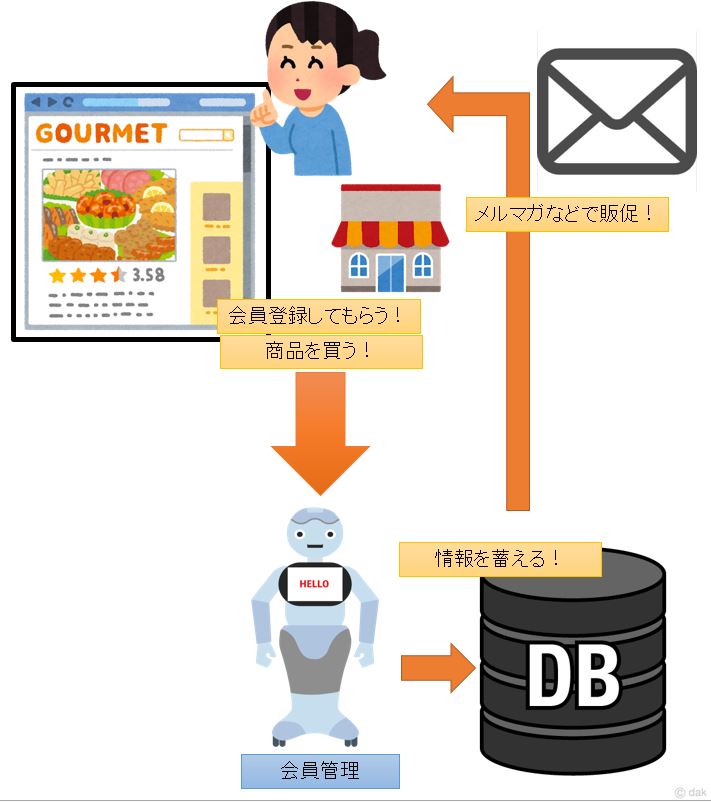 GOURMET
3.58
メルマガなどで販促！
会員登録してもらう！
商品を買う！
HELLO
情報を蓄える！
DB
会員管理
© dak